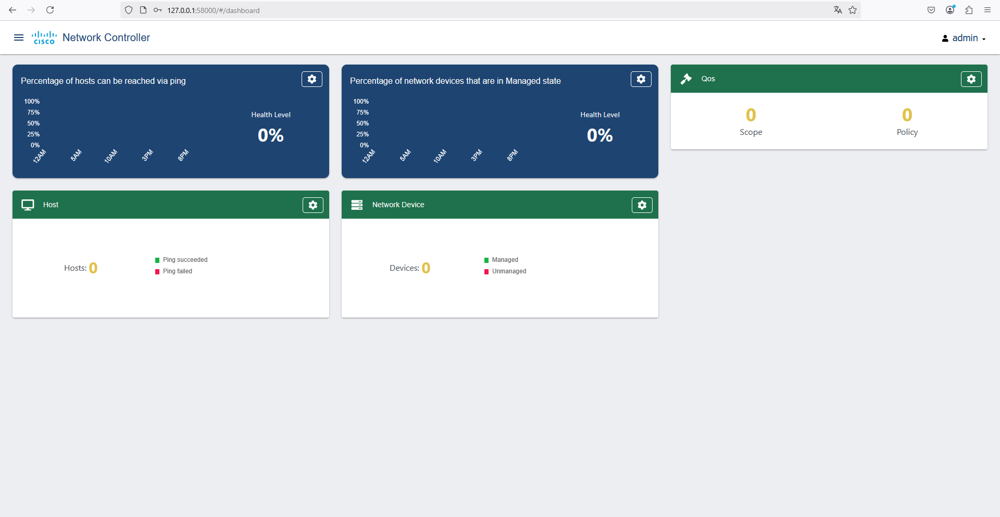 127.0.0.1:58000/#/dashboard
CISCO Network Controller
admin
Percentage of hosts can be reached via ping
100%
75%
50%
25%
0%
12AM 5AM 10AM 3PM 8PM
Health Level
0%
Percentage of network devices that are in Managed state
100%
75%
50%
25%
0%
12AM 5AM 10AM 3PM 8PM
Health Level
0%
Qos
0 0
Scope Policy
Host
Hosts: 0
Ping succeeded
Ping failed
Network Device
Devices: 0
Managed
Unmanaged